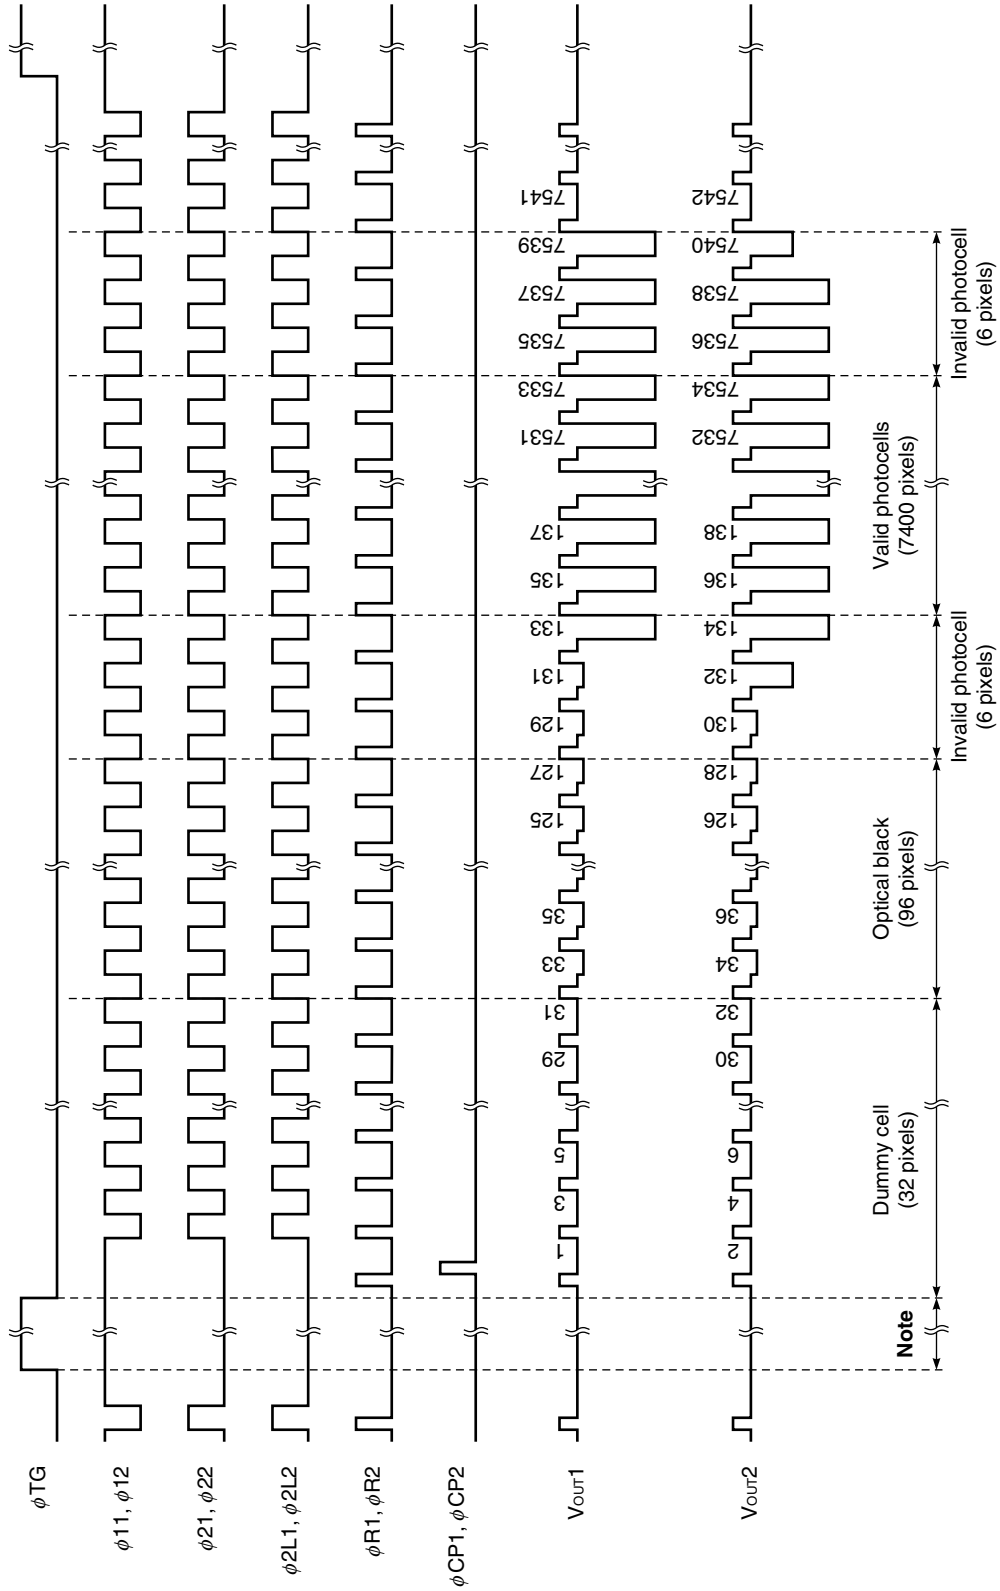 ϕTG
ϕ11, ϕ12
ϕ21, ϕ22
ϕ2L1, ϕ2L2
ϕR1, ϕR2
ϕCP1, ϕCP2
VOUT1
1
3
5
29
31
33
35
125
127
129
131
133
135
137
7531
7533
7535
7537
7539
7541
VOUT2
2
4
6
30
32
34
36
126
128
130
132
134
136
138
7532
7534
7536
7538
7540
7542
Note
Dummy cell
(32 pixels)
Optical black
(96 pixels)
Invalid photocell
(6 pixels)
Valid photocells
(7400 pixels)
Invalid photocell
(6 pixels)